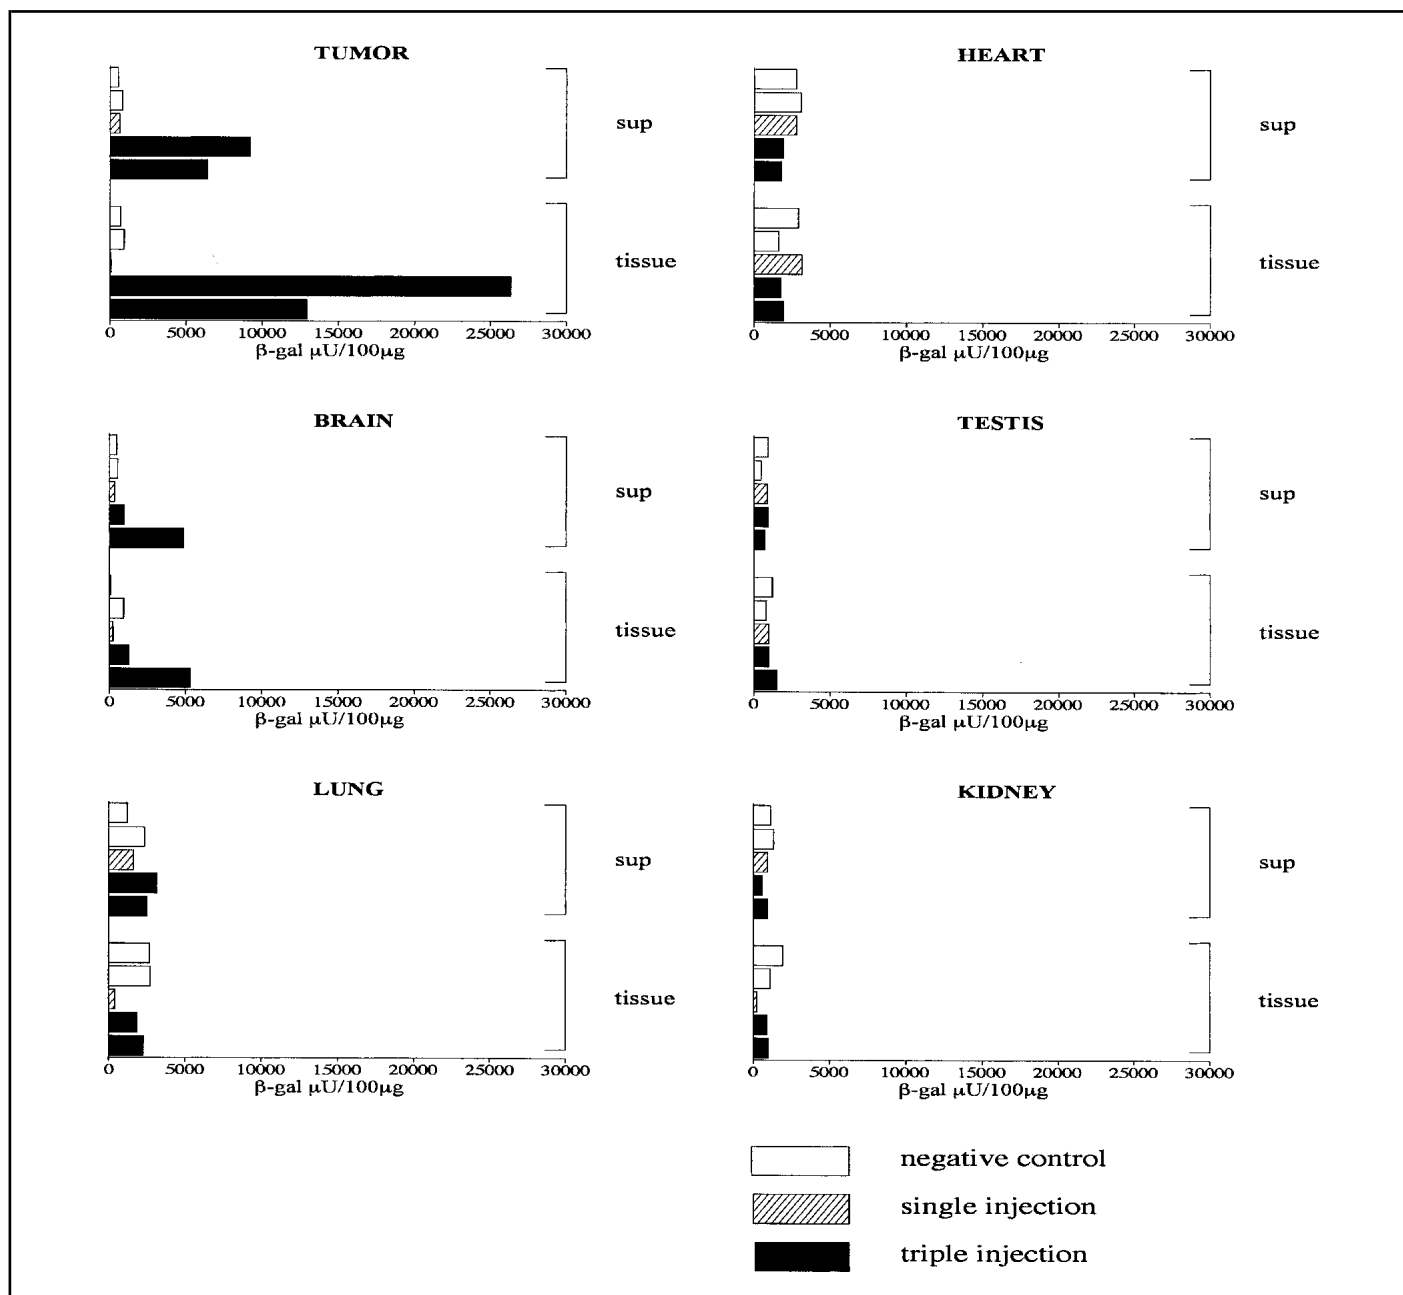 TUMOR
sup
tissue
0 5000 10000 15000 20000 25000 30000
β-gal μU/100μg
HEART
sup
tissue
0 5000 10000 15000 20000 25000 30000
β-gal μU/100μg
BRAIN
sup
tissue
0 5000 10000 15000 20000 25000 30000
β-gal μU/100μg
TESTIS
sup
tissue
0 5000 10000 15000 20000 25000 30000
β-gal μU/100μg
LUNG
sup
tissue
0 5000 10000 15000 20000 25000 30000
β-gal μU/100μg
KIDNEY
sup
tissue
0 5000 10000 15000 20000 25000 30000
β-gal μU/100μg
negative control
single injection
triple injection